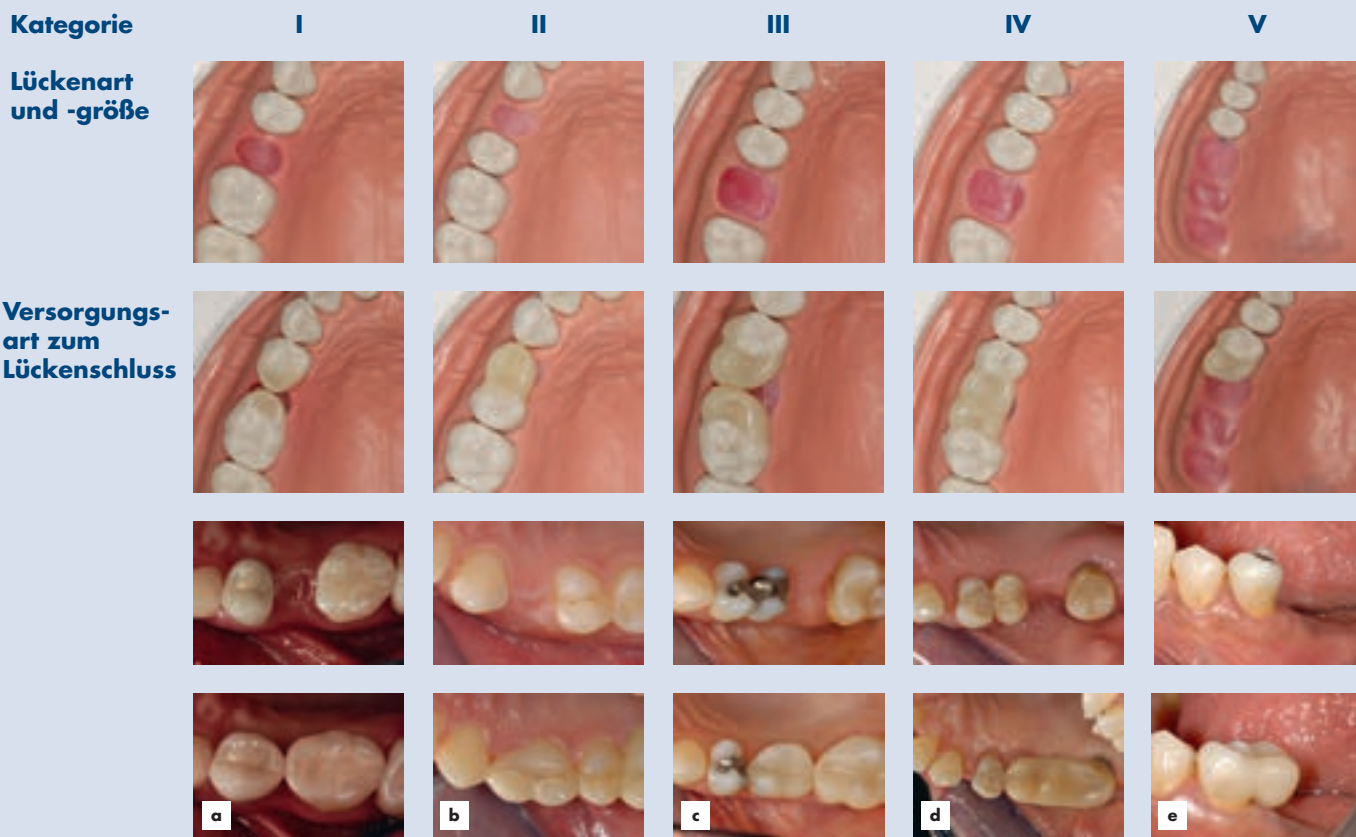 Kategorie I II III IV V
Lückenart
und -größe
Versorgungs-
art zum
Lückenschluss
a b c d e